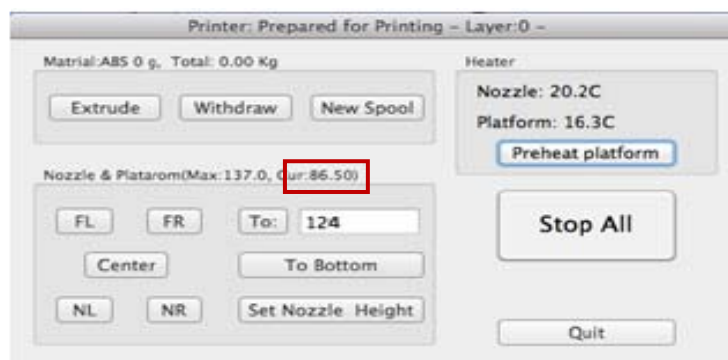 Printer: Prepared for Printing – Layer:0 –
Matrial:ABS 0 g, Total: 0.00 Kg
Extrude Withdraw New Spool
Heater
Nozzle: 20.2C
Platform: 16.3C
Preheat platform
Nozzle & Platarom(Max:137.0, Cur:86.50)
FL FR To: 124
Center To Bottom
NL NR Set Nozzle Height
Stop All
Quit